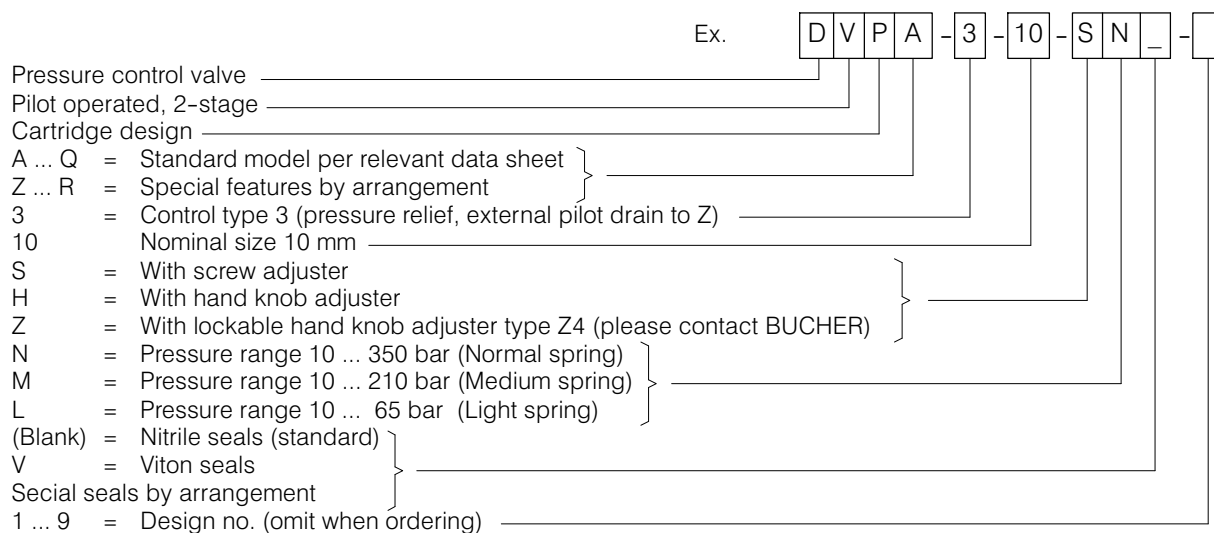 Ex. D V P A - 3 - 10 - S N _ -
Pressure control valve
Pilot operated, 2-stage
Cartridge design
A ... Q = Standard model per relevant data sheet
Z ... R = Special features by arrangement
3 = Control type 3 (pressure relief, external pilot drain to Z)
10 Nominal size 10 mm
S = With screw adjuster
H = With hand knob adjuster
Z = With lockable hand knob adjuster type Z4 (please contact BUCHER)
N = Pressure range 10 ... 350 bar (Normal spring)
M = Pressure range 10 ... 210 bar (Medium spring)
L = Pressure range 10 ... 65 bar (Light spring)
(Blank) = Nitrile seals (standard)
V = Viton seals
Secial seals by arrangement
1 ... 9 = Design no. (omit when ordering)